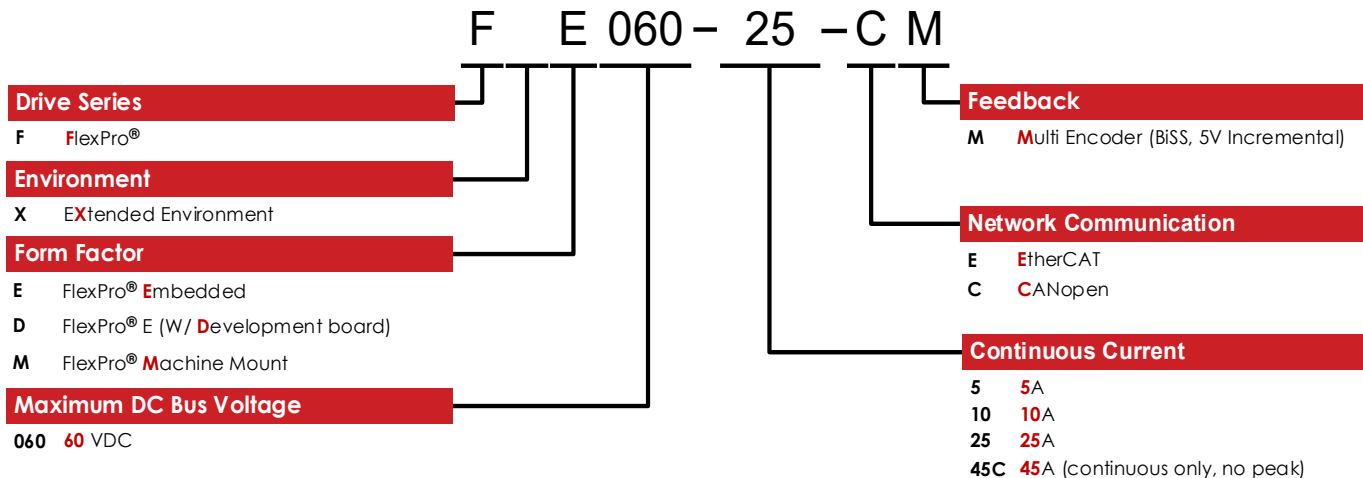 F E 060 – 25 – C M
Drive Series
F FlexPro®
Environment
X EXtended Environment
Form Factor
E FlexPro® Embedded
D FlexPro® E (W/ Development board)
M FlexPro® Machine Mount
Maximum DC Bus Voltage
060 60 VDC
Feedback
M Multi Encoder (BiSS, 5V Incremental)
Network Communication
E EtherCAT
C CANopen
Continuous Current
5 5A
10 10A
25 25A
45C 45A (continuous only, no peak)